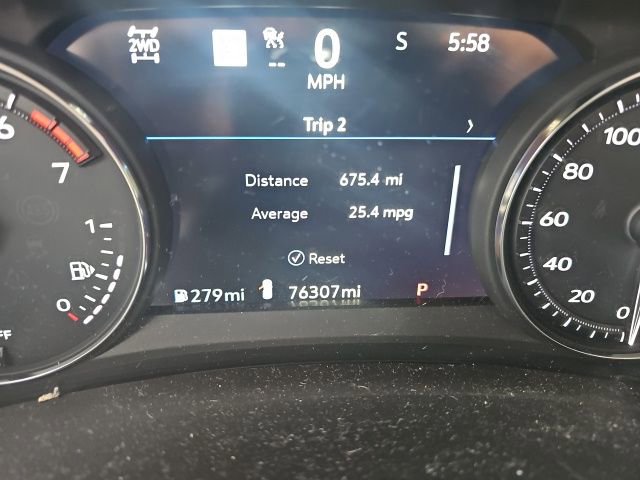 2WD
0
S
5:58
--
MPH
Trip 2
Distance 675.4 mi
Average 25.4 mpg
Reset
279mi
76307mi
P
6
7
1
0
FF
100
80
60
40
20
0